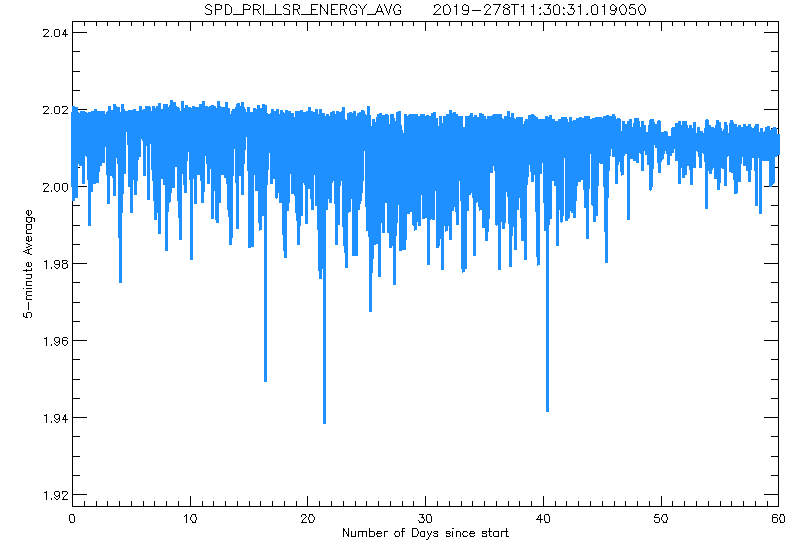 SPD_PRI_LSR_ENERGY_AVG 2019-278T11:30:31.019050
2.04
2.02
2.00
1.98
1.96
1.94
1.92
5-minute Average
0 10 20 30 40 50 60
Number of Days since start